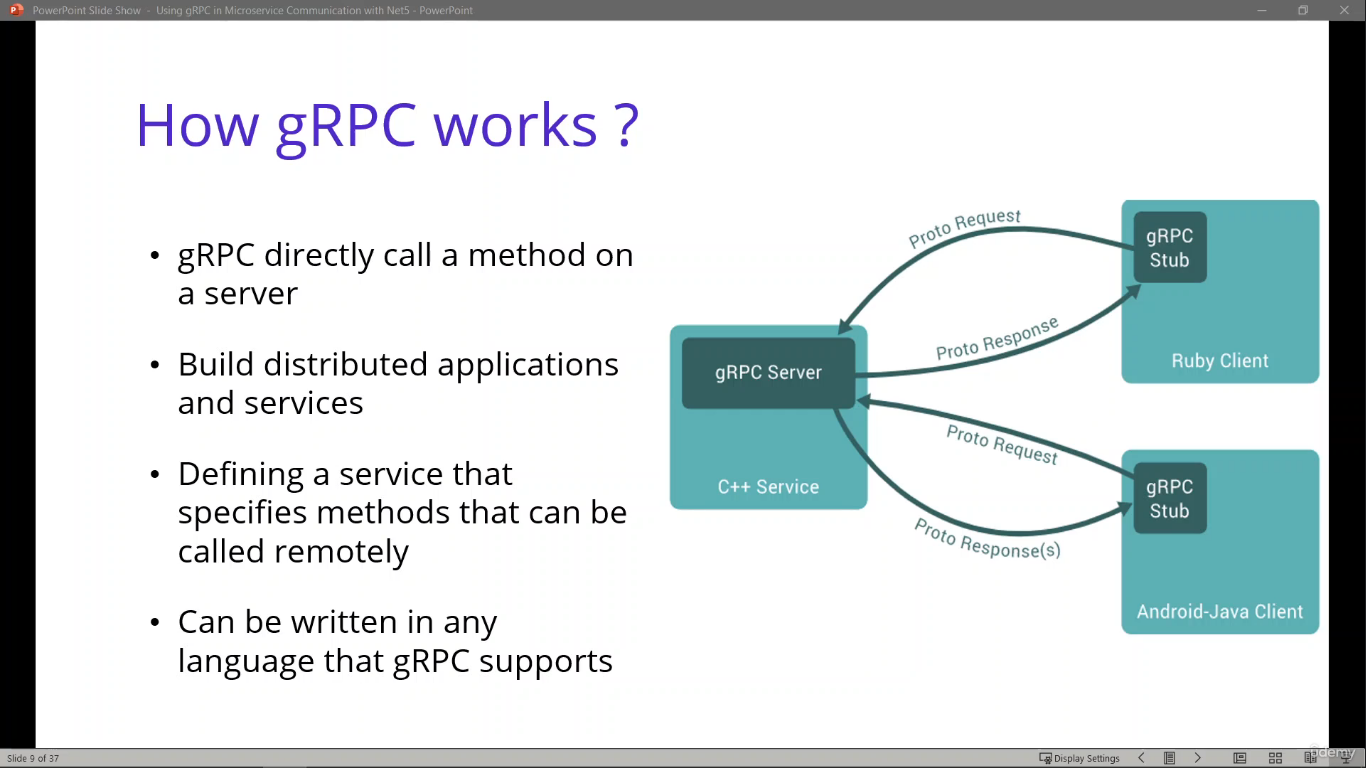 PowerPoint Slide Show - Using gRPC in Microservice Communication with Net5 - PowerPoint
How gRPC works ?
• gRPC directly call a method on
a server
• Build distributed applications
and services
• Defining a service that
specifies methods that can be
called remotely
• Can be written in any
language that gRPC supports
Proto Request
gRPC
Stub
Proto Response
Ruby Client
gRPC Server
C++ Service
Proto Request
gRPC
Stub
Proto Response(s)
Android-Java Client
Slide 9 of 37
Display Settings
udemy